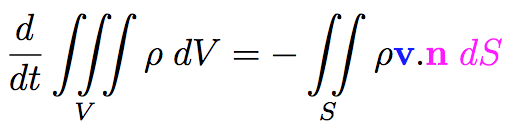 d/dt ∭_V ρ dV = − ∬_S ρv.n dS